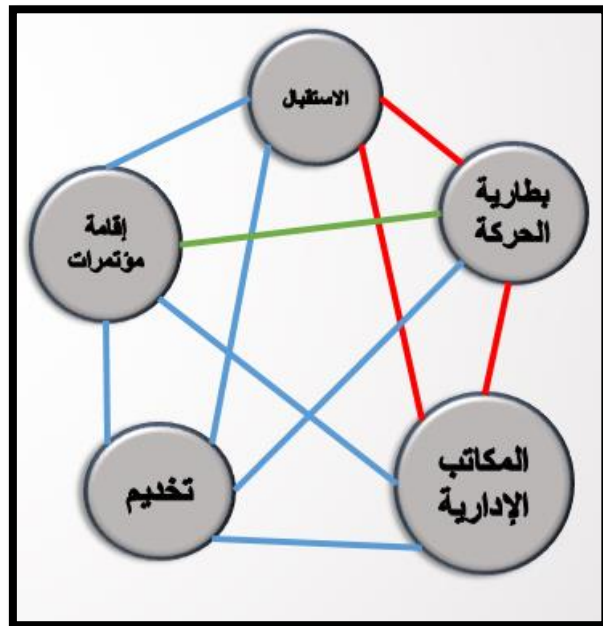 الاستقبال
بطارية
الحركة
إقامة
مؤتمرات
المكاتب
الإدارية
تخديم